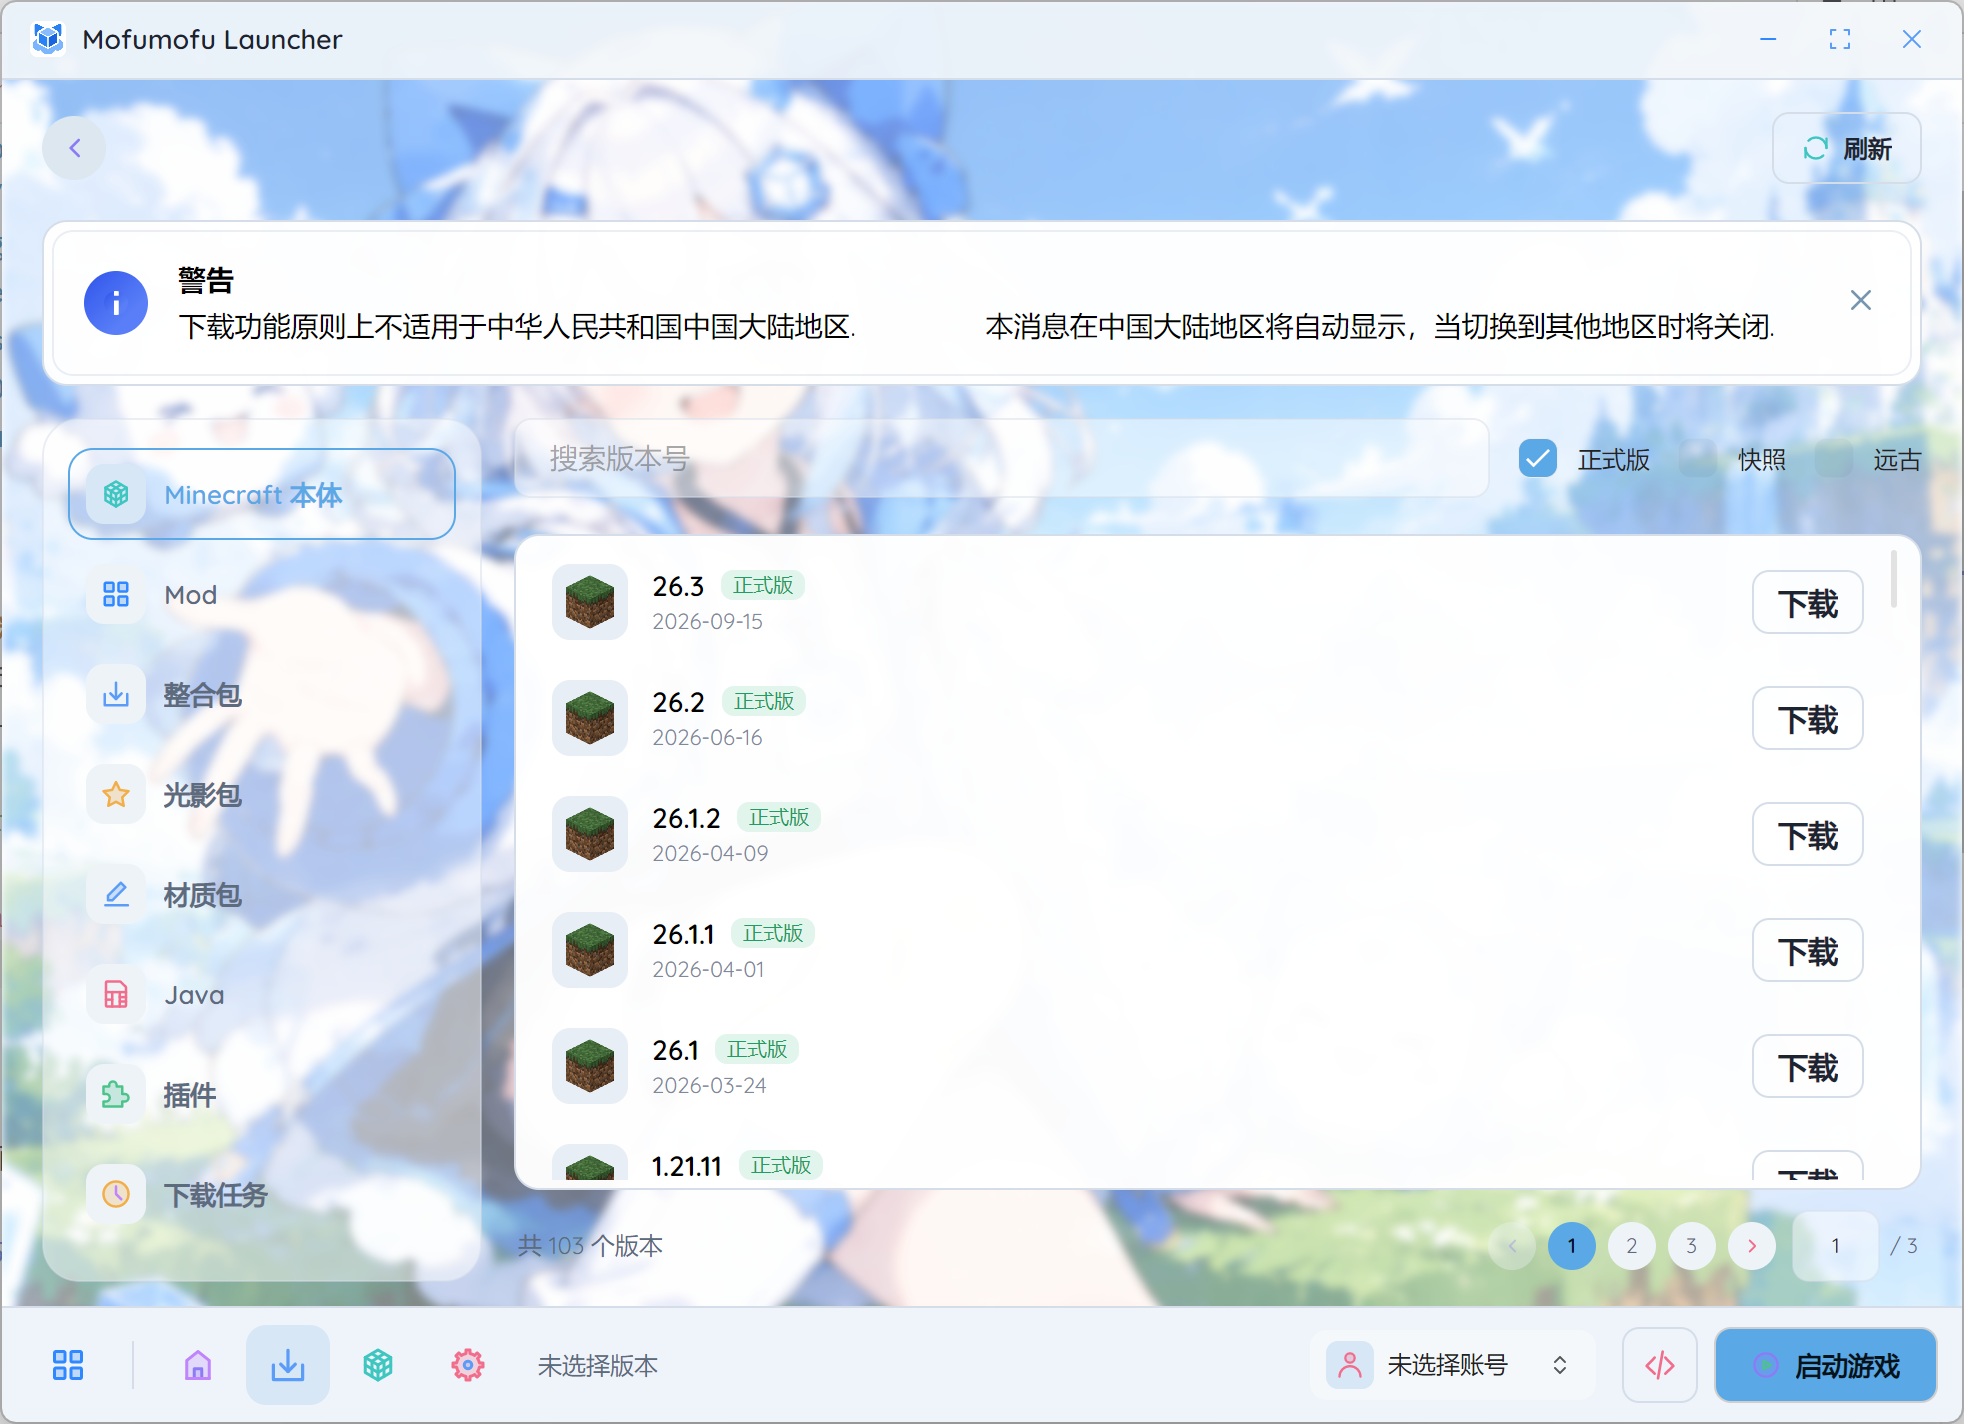 Mofumofu Launcher
刷新
警告
下载功能原则上不适用于中华人民共和国中国大陆地区. 本消息在中国大陆地区将自动显示，当切换到其他地区时将关闭.
搜索版本号
正式版 快照 远古
Minecraft 本体
Mod
整合包
光影包
材质包
Java
插件
下载任务
26.3 正式版
2026-09-15
下载
26.2 正式版
2026-06-16
下载
26.1.2 正式版
2026-04-09
下载
26.1.1 正式版
2026-04-01
下载
26.1 正式版
2026-03-24
下载
1.21.11 正式版
下载
共 103 个版本
1 2 3 1 / 3
未选择版本
未选择账号
启动游戏